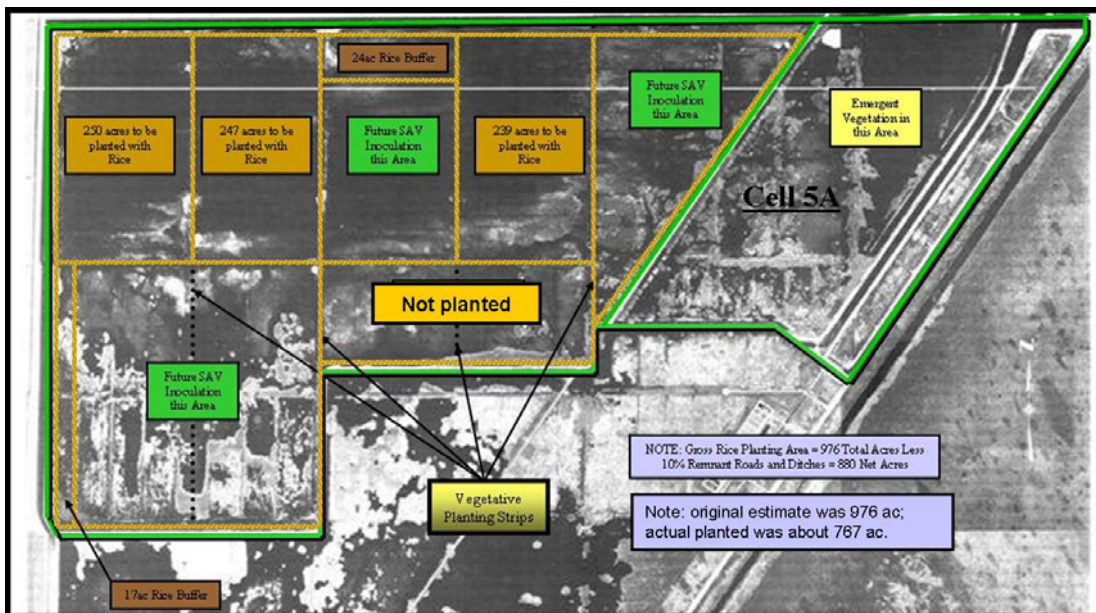 24ac Rice Buffer
250 acres to be
planted with
Rice
247 acres to be
planted with
Rice
Future SAV
Inoculation
this Area
239 acres to be
planted with
Rice
Future SAV
Inoculation
this Area
Emergent
Vegetation in
this Area
Cell 5A
Not planted
Future SAV
Inoculation
this Area
Vegetative
Planting Strips
17ac Rice Buffer
NOTE: Gross Rice Planting Area = 976 Total Acres Less
10% Remnant Roads and Ditches = 880 Net Acres
Note: original estimate was 976 ac;
actual planted was about 767 ac.
N